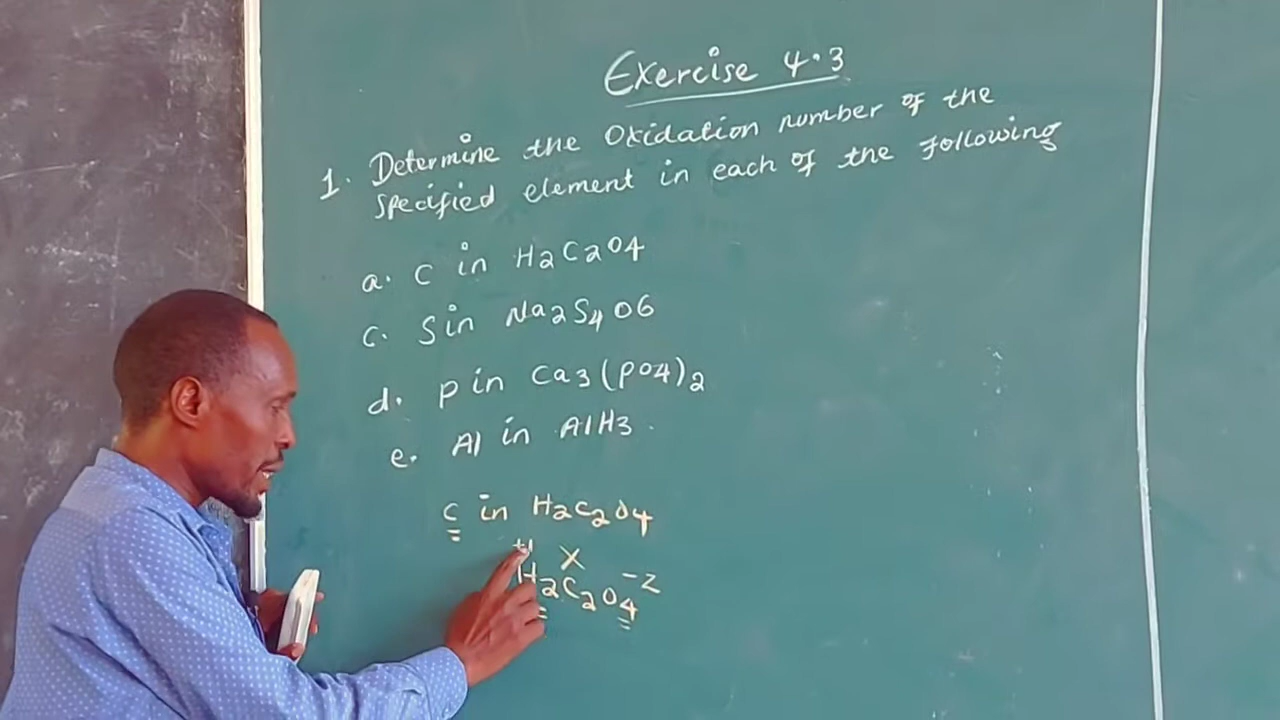 Exercise 4.3
1. Determine the Oxidation number of the
specified element in each of the following
a. C in H2C2O4
C. S in Na2S4O6
d. p in Ca3(pO4)2
e. Al in AlH3.
C in H2C2O4
+1 X
H2C2O4 -2